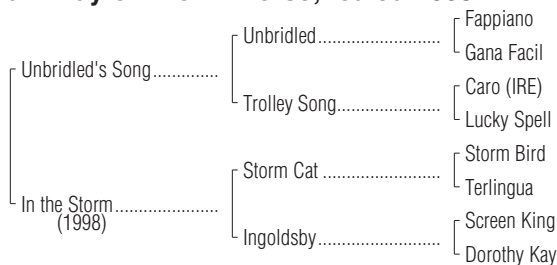 Unbridled's Song..............
In the Storm.......................
(1998)
Unbridled...........................
Trolley Song.......................
Storm Cat ..........................
Ingoldsby...........................
Fappiano
Gana Facil
Caro (IRE)
Lucky Spell
Storm Bird
Terlingua
Screen King
Dorothy Kay